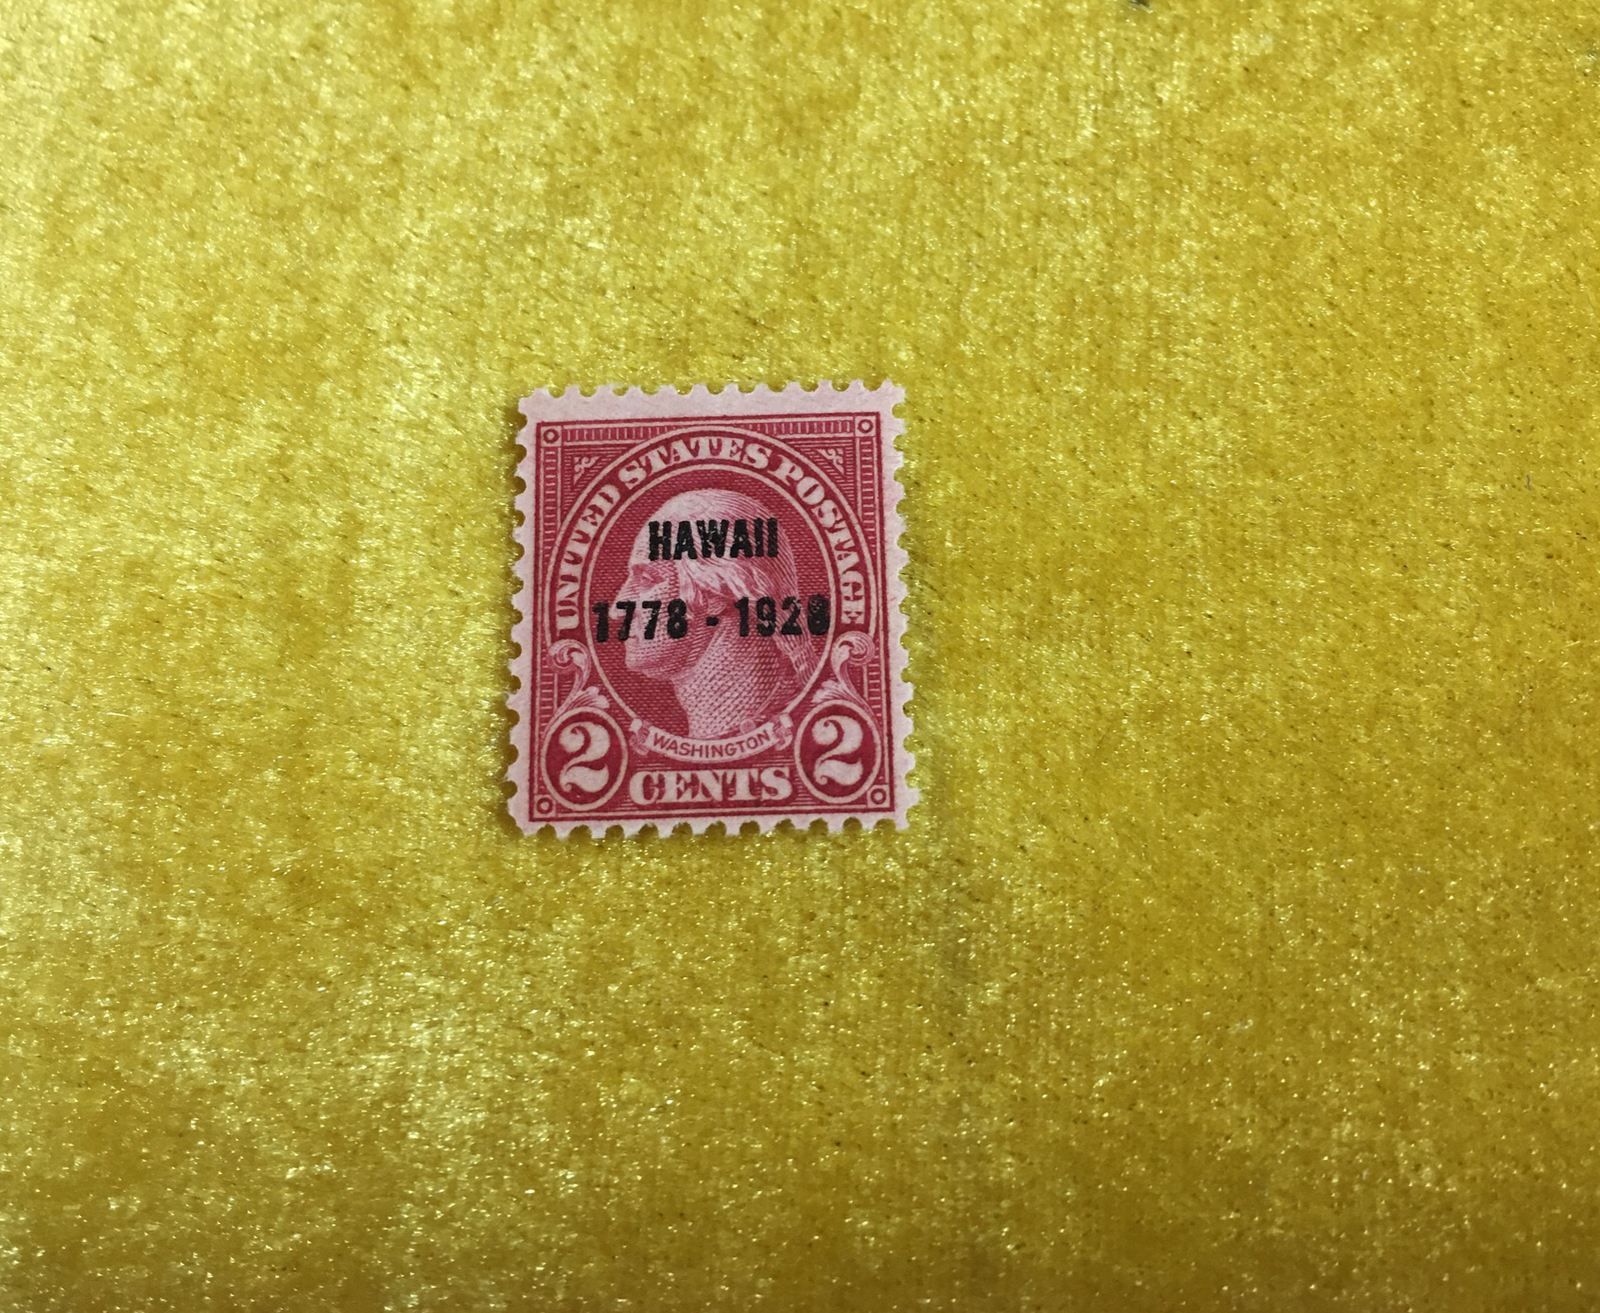 UNITED STATES POSTAGE
HAWAII
1778 - 1928
WASHINGTON
2 CENTS 2